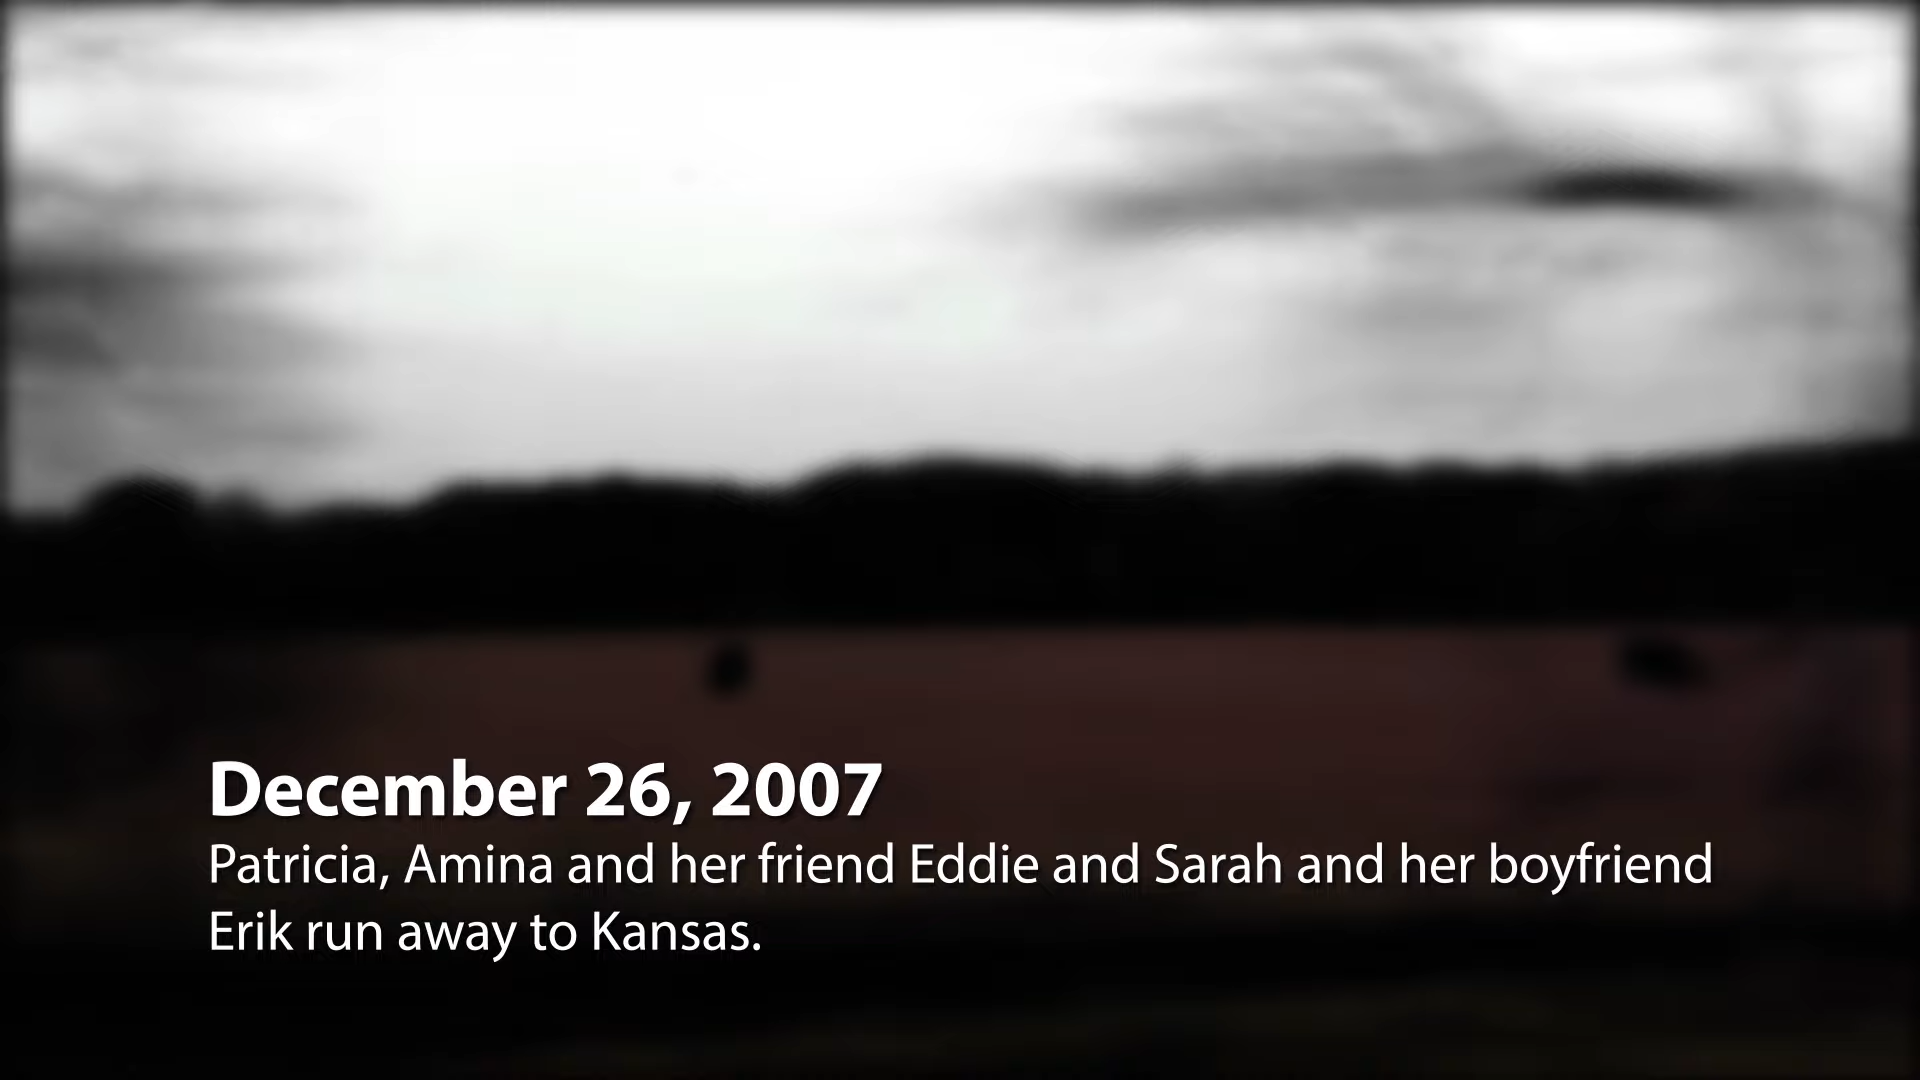 December 26, 2007
Patricia, Amina and her friend Eddie and Sarah and her boyfriend
Erik run away to Kansas.